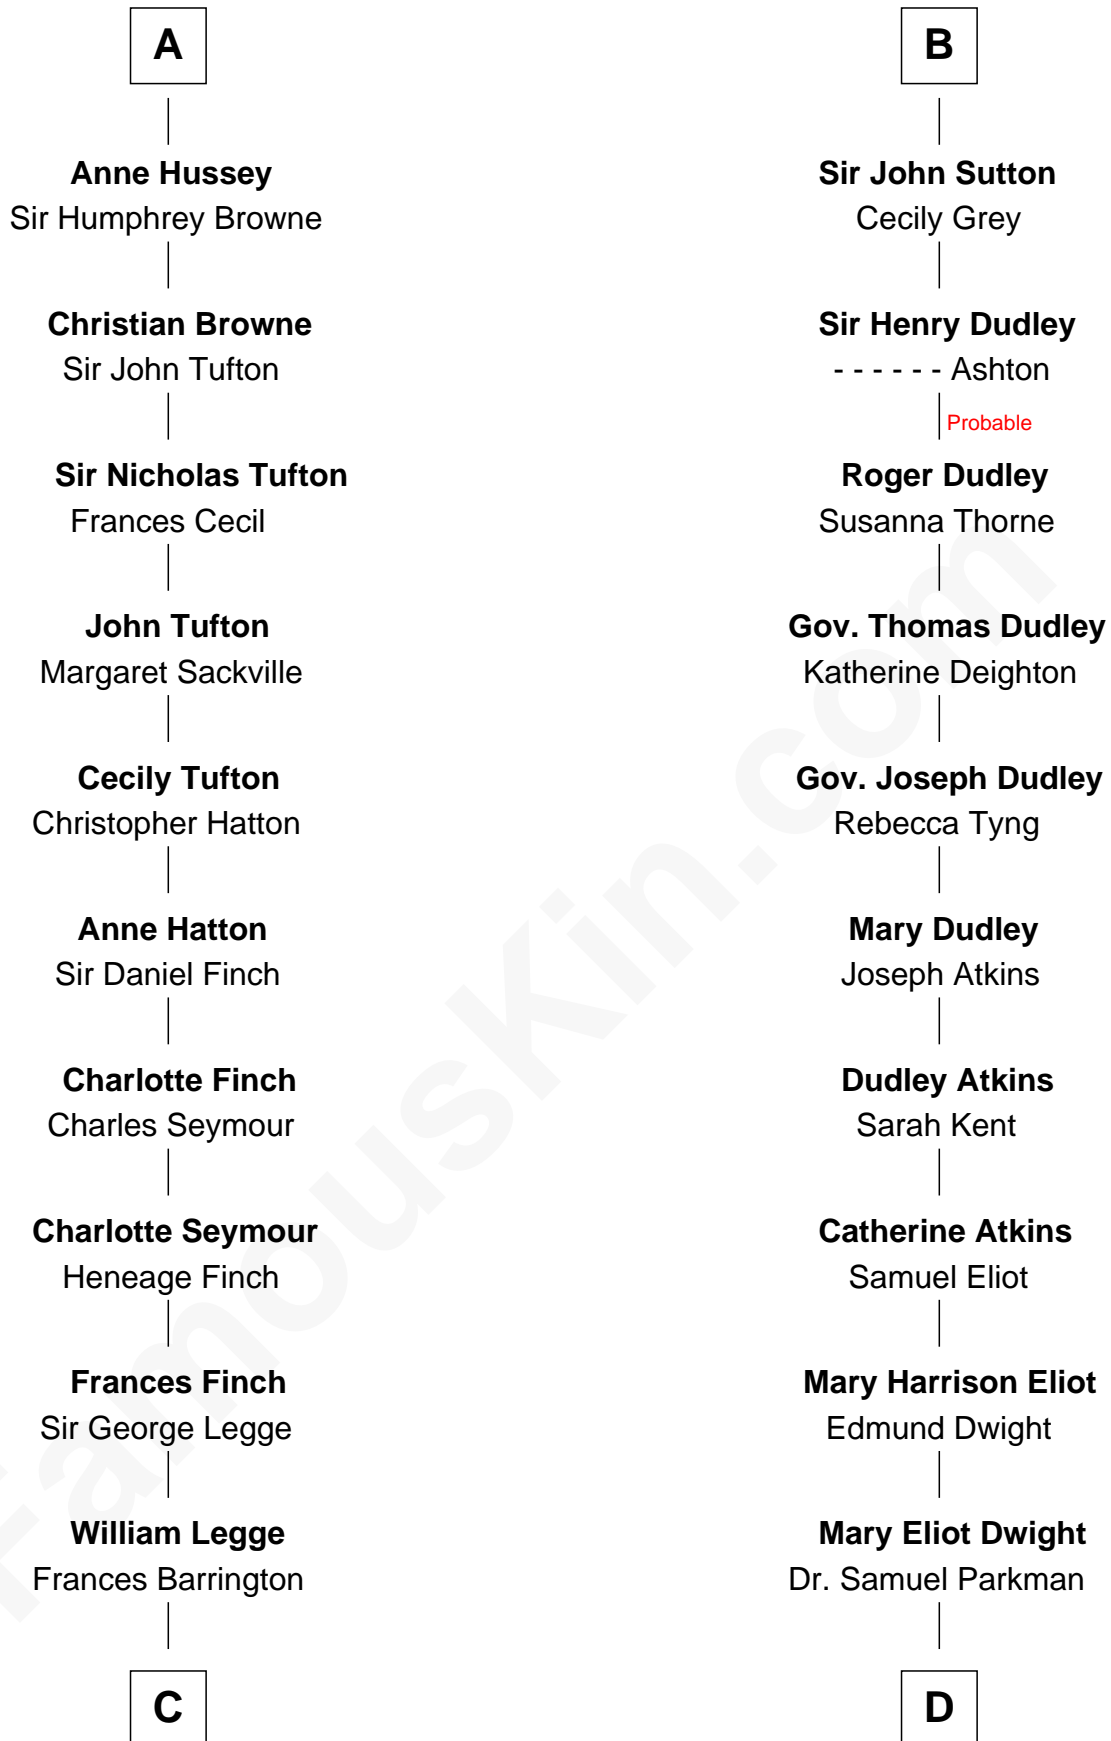 A
Anne Hussey
Sir Humphrey Browne
Christian Browne
Sir John Tufton
Sir Nicholas Tufton
Frances Cecil
John Tufton
Margaret Sackville
Cecily Tufton
Christopher Hatton
Anne Hatton
Sir Daniel Finch
Charlotte Finch
Charles Seymour
Charlotte Seymour
Heneage Finch
Frances Finch
Sir George Legge
William Legge
Frances Barrington
C
B
Sir John Sutton
Cecily Grey
Sir Henry Dudley
- - - - - - Ashton
Probable
Roger Dudley
Susanna Thorne
Gov. Thomas Dudley
Katherine Deighton
Gov. Joseph Dudley
Rebecca Tyng
Mary Dudley
Joseph Atkins
Dudley Atkins
Sarah Kent
Catherine Atkins
Samuel Eliot
Mary Harrison Eliot
Edmund Dwight
Mary Eliot Dwight
Dr. Samuel Parkman
D
FamousKin.com